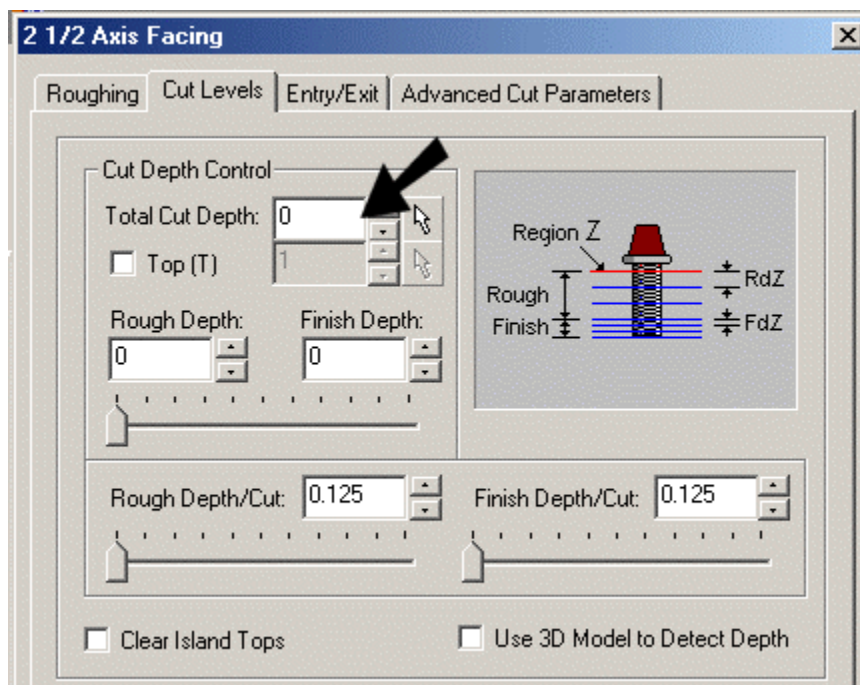 2 1/2 Axis Facing
Roughing Cut Levels Entry/Exit Advanced Cut Parameters
Cut Depth Control
Total Cut Depth: 0
Top (T) 1
Rough Depth: Finish Depth:
0 0
Region Z
RdZ
Rough
Finish FdZ
Rough Depth/Cut: 0.125 Finish Depth/Cut: 0.125
Clear Island Tops Use 3D Model to Detect Depth